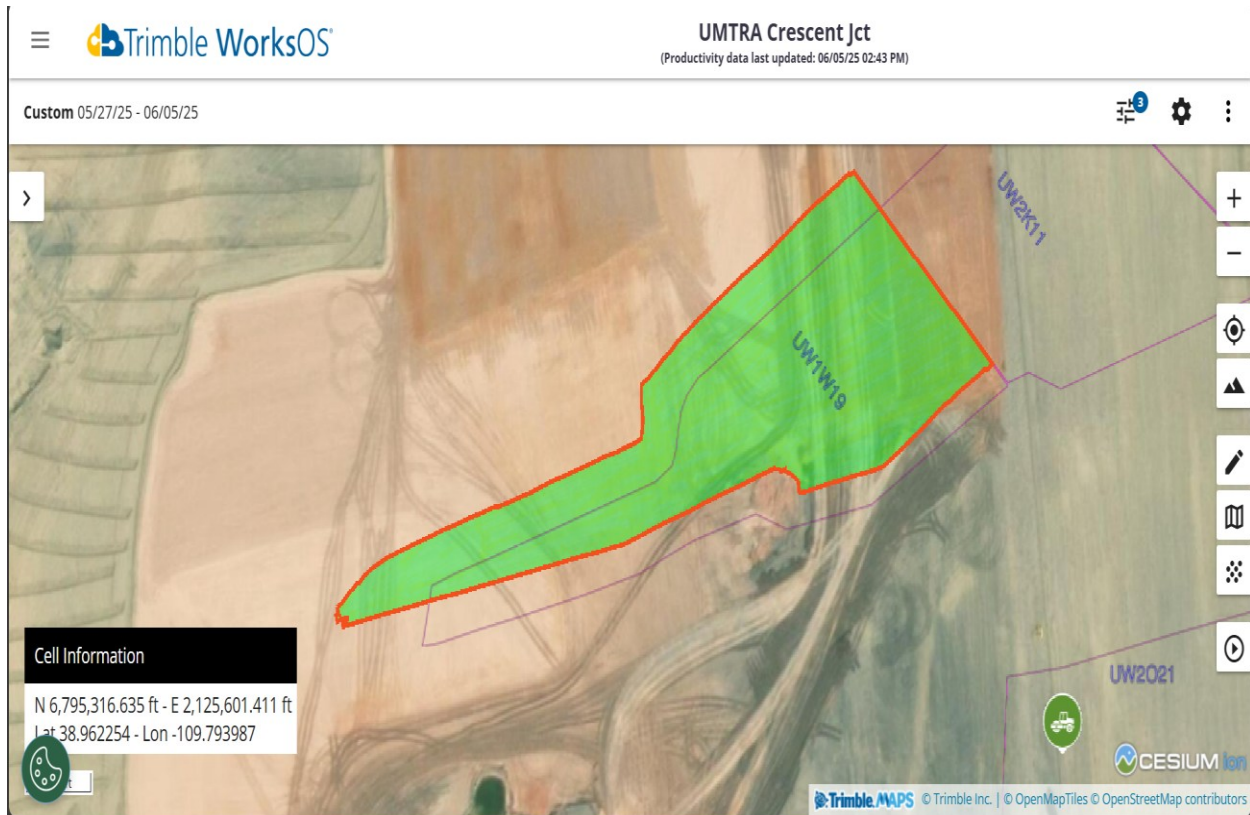 Trimble WorksOS
UMTRA Crescent Jct
(Productivity data last updated: 06/05/25 02:43 PM)
Custom 05/27/25 - 06/05/25
3
UW2K11
UW1W19
Cell Information
N 6,795,316.635 ft - E 2,125,601.411 ft
Lat 38.962254 - Lon -109.793987
UW2O21
CESIUM ion
Trimble MAPS © Trimble Inc. | © OpenMapTiles © OpenStreetMap contributors